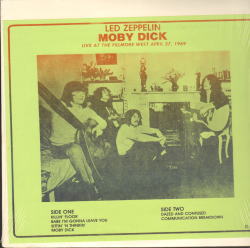 LED ZEPPELIN
MOBY DICK
LIVE AT THE FILLMORE WEST APRIL 27, 1969
SIDE ONE
KILLIN' FLOOR
BABE I'M GONNA LEAVE YOU
SITTIN' 'N THINKIN'
MOBY DICK
SIDE TWO
DAZED AND CONFUSED
COMMUNICATION BREAKDOWN